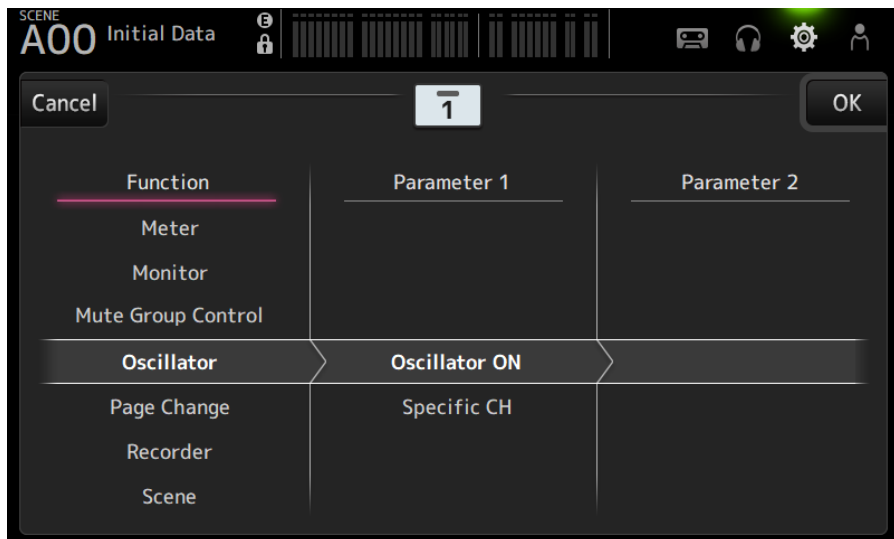 SCENE
A00 Initial Data
E
Cancel
1
OK
Function Parameter 1 Parameter 2
Meter
Monitor
Mute Group Control
Oscillator Oscillator ON
Page Change Specific CH
Recorder
Scene